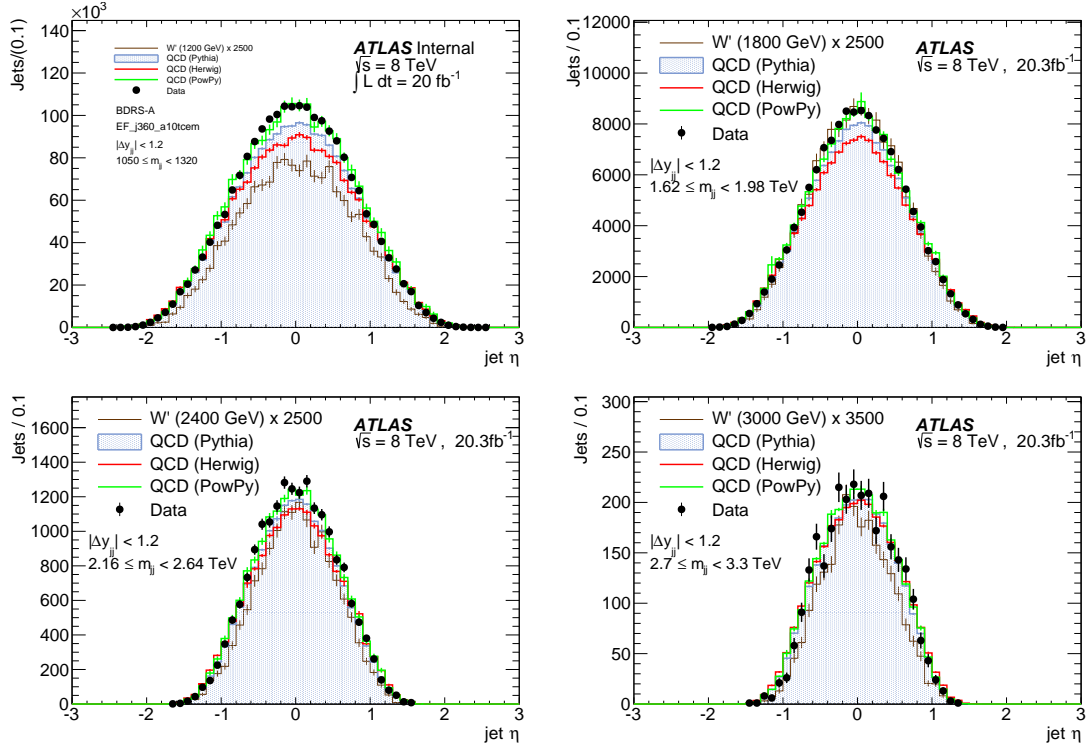 Jets/(0.1)
×10³
140
120
100
80
60
40
20
0
W' (1200 GeV) x 2500
QCD (Pythia)
QCD (Herwig)
QCD (PowPy)
Data
BDRS-A
EF_j360_a10tcem
|Δy_jj| < 1.2
1050 ≤ m_jj < 1320
ATLAS Internal
√s = 8 TeV
∫ L dt = 20 fb⁻¹
-3 -2 -1 0 1 2 3
jet η
Jets / 0.1
12000
10000
8000
6000
4000
2000
0
W' (1800 GeV) x 2500
QCD (Pythia)
QCD (Herwig)
QCD (PowPy)
Data
|Δy_jj| < 1.2
1.62 ≤ m_jj < 1.98 TeV
ATLAS
√s = 8 TeV , 20.3fb⁻¹
-3 -2 -1 0 1 2 3
jet η
Jets / 0.1
1600
1400
1200
1000
800
600
400
200
0
W' (2400 GeV) x 2500
QCD (Pythia)
QCD (Herwig)
QCD (PowPy)
Data
|Δy_jj| < 1.2
2.16 ≤ m_jj < 2.64 TeV
ATLAS
√s = 8 TeV , 20.3fb⁻¹
-3 -2 -1 0 1 2 3
jet η
Jets / 0.1
300
250
200
150
100
50
0
W' (3000 GeV) x 3500
QCD (Pythia)
QCD (Herwig)
QCD (PowPy)
Data
|Δy_jj| < 1.2
2.7 ≤ m_jj < 3.3 TeV
ATLAS
√s = 8 TeV , 20.3fb⁻¹
-3 -2 -1 0 1 2 3
jet η